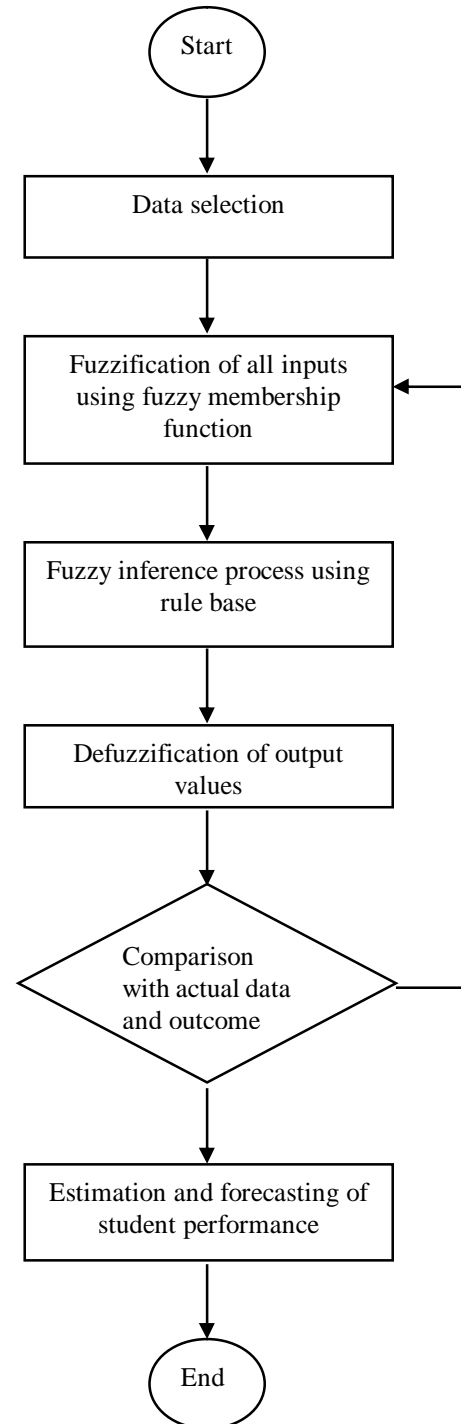 Start
Data selection
Fuzzification of all inputs
using fuzzy membership
function
Fuzzy inference process using
rule base
Defuzzification of output
values
Comparison
with actual data
and outcome
Estimation and forecasting of
student performance
End